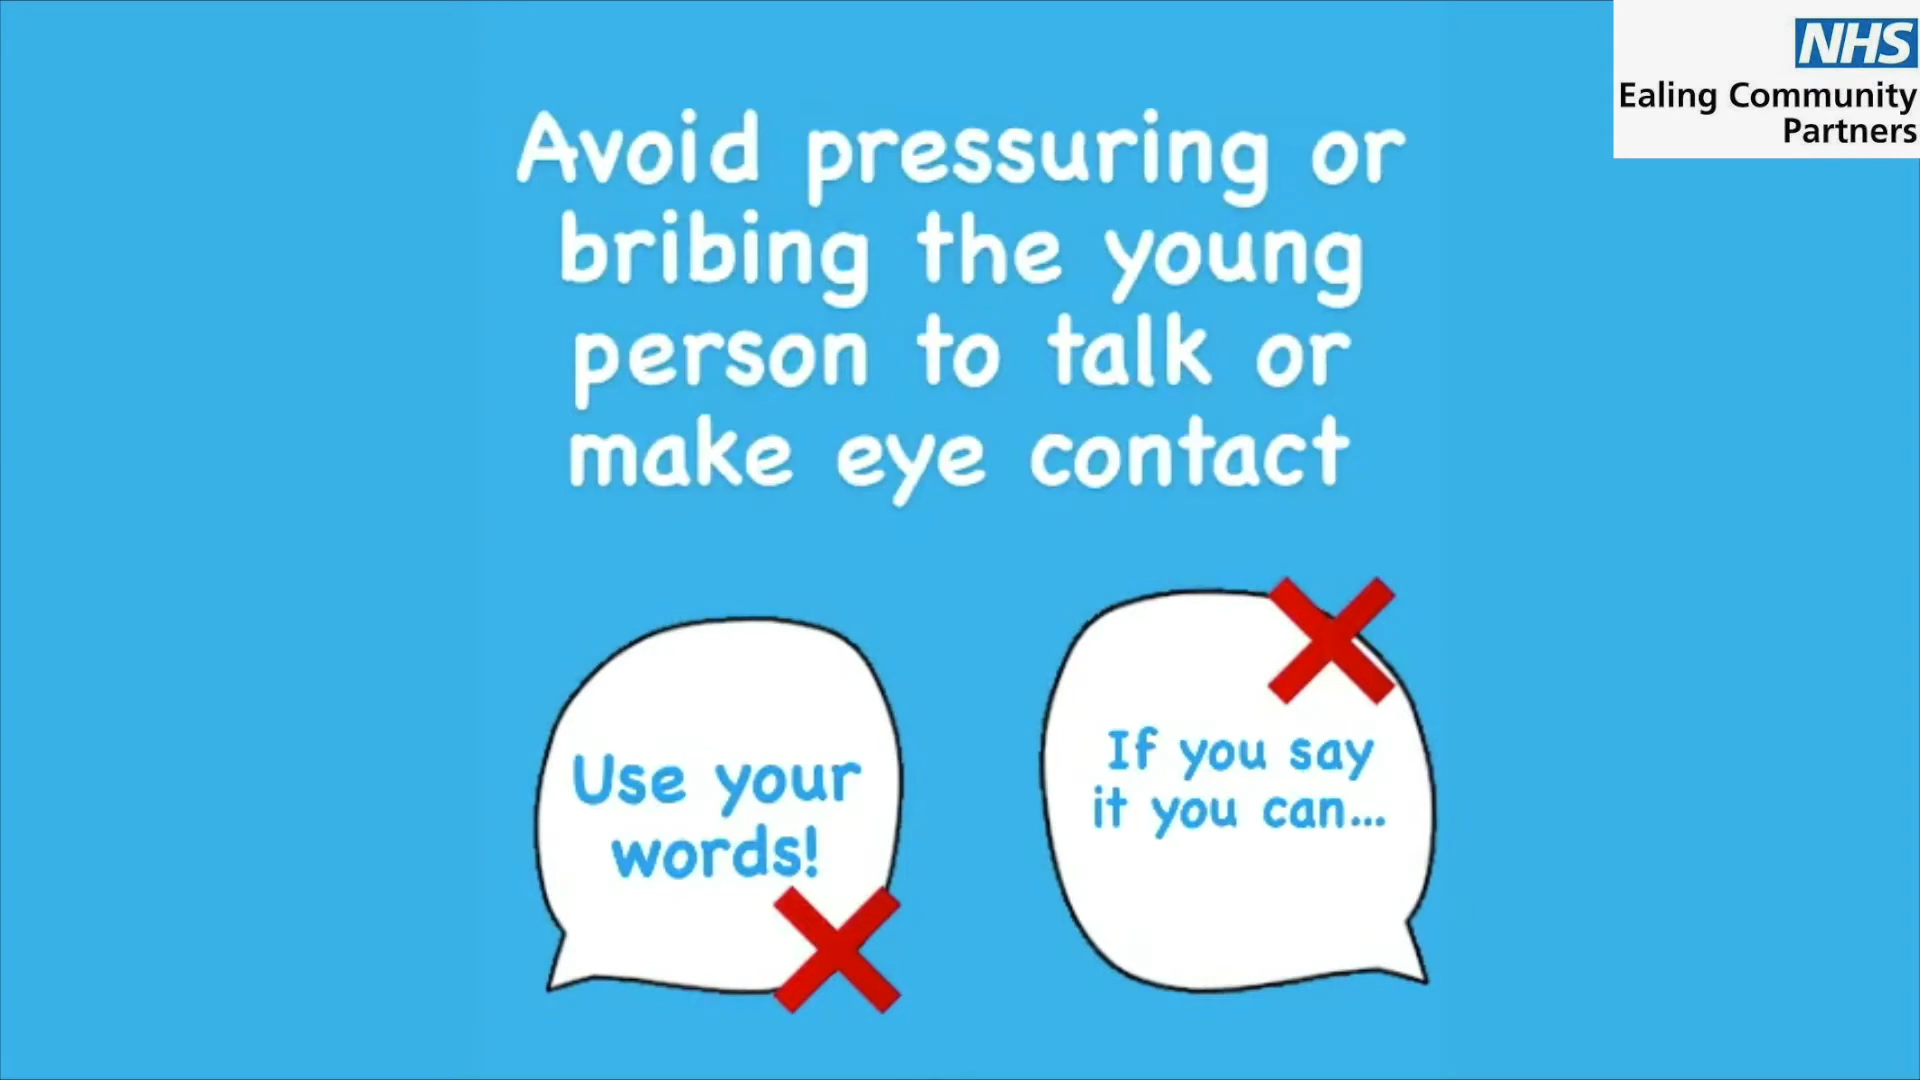 NHS
Ealing Community
Partners
Avoid pressuring or
bribing the young
person to talk or
make eye contact
Use your
words!
If you say
it you can...